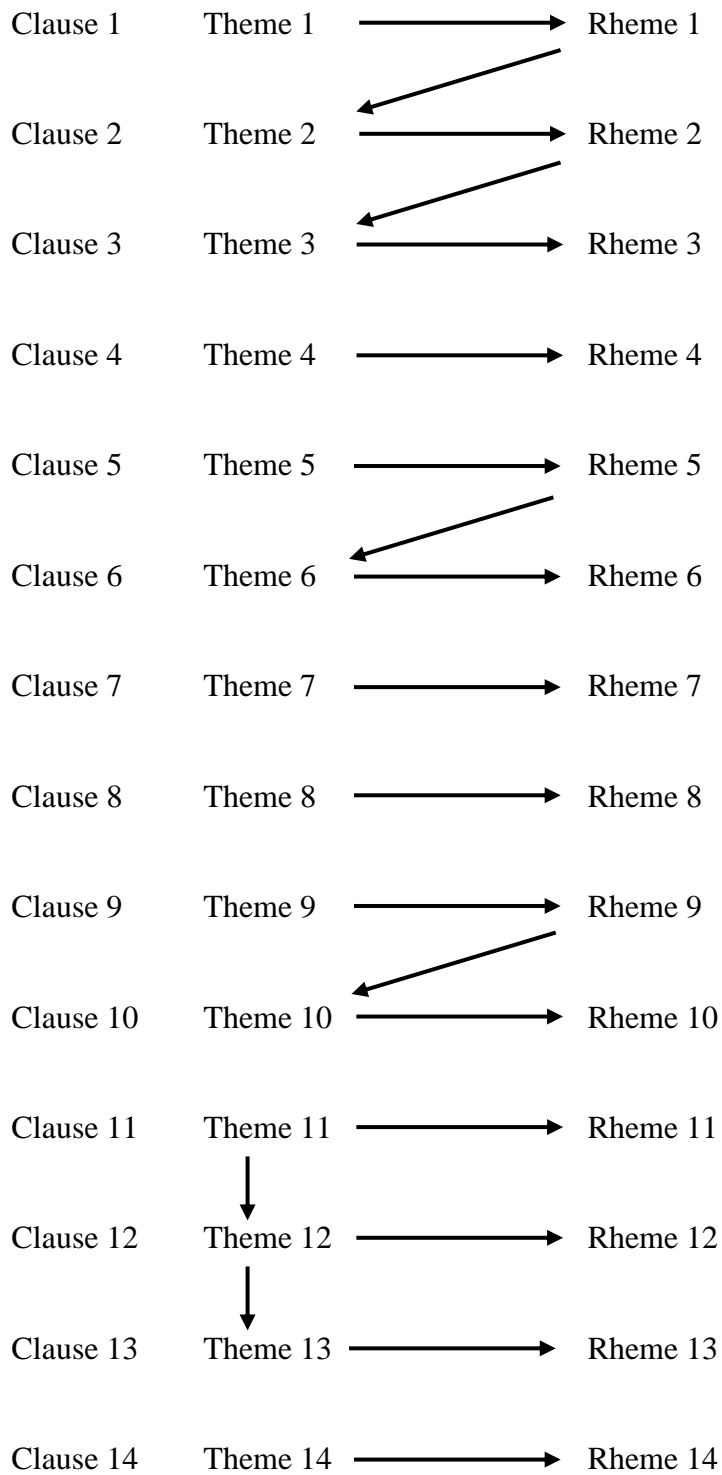 Clause 1 Theme 1 Rheme 1
Clause 2 Theme 2 Rheme 2
Clause 3 Theme 3 Rheme 3
Clause 4 Theme 4 Rheme 4
Clause 5 Theme 5 Rheme 5
Clause 6 Theme 6 Rheme 6
Clause 7 Theme 7 Rheme 7
Clause 8 Theme 8 Rheme 8
Clause 9 Theme 9 Rheme 9
Clause 10 Theme 10 Rheme 10
Clause 11 Theme 11 Rheme 11
Clause 12 Theme 12 Rheme 12
Clause 13 Theme 13 Rheme 13
Clause 14 Theme 14 Rheme 14